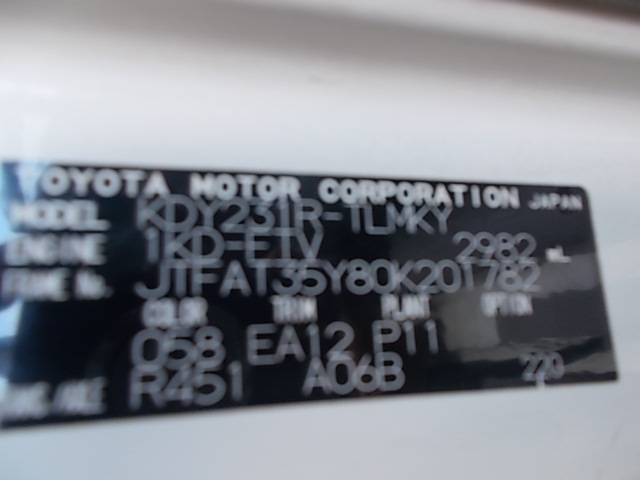 TOYOTA MOTOR CORPORATION JAPAN
MODEL KDY231R-TLMKY
ENGINE 1KD-FTV 2982 mL
FRAME No. JTFAT35Y80K201782
COLOR TRIM PLANT OPTION
058 EA12 P11
R451 A06B 220